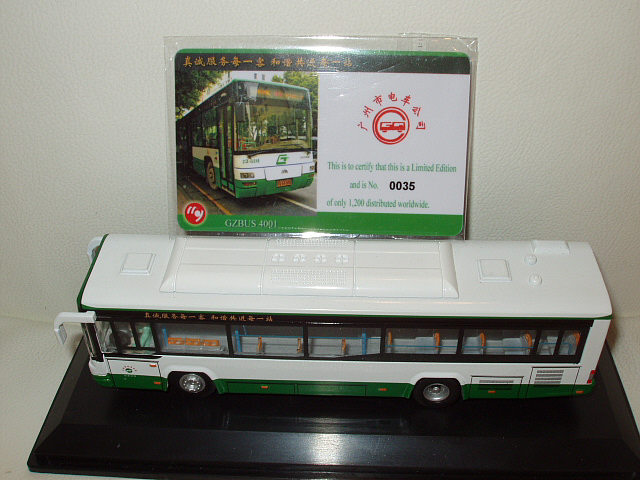 真诚服务每一客 和谐共进每一站
广州市电车公司
This is to certify that this is a Limited Edition
and is No. 0035
of only 1,200 distributed worldwide.
GZBUS 4001
真诚服务每一客 和谐共进每一站